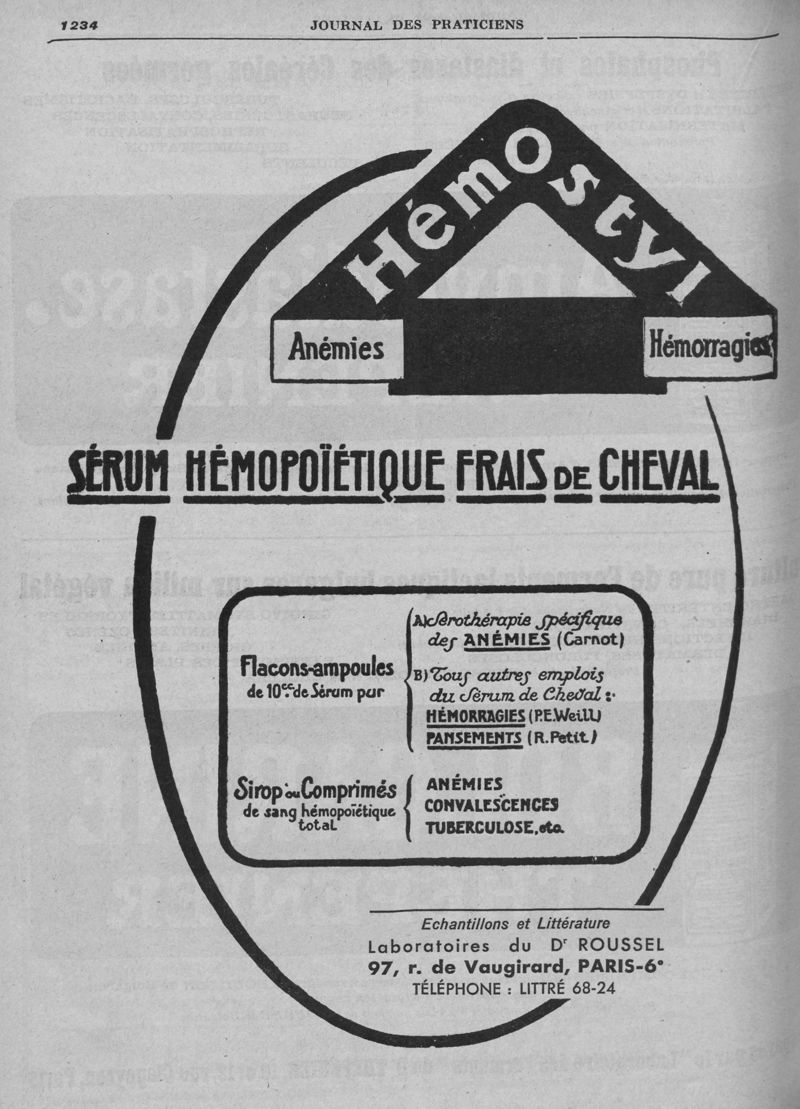 1234
JOURNAL DES PRATICIENS
Hémostyl
Anémies
Hémorragies
SÉRUM HÉMOPOÏÉTIQUE FRAIS DE CHEVAL
Flacons-ampoules
de 10cc. de Sérum pur
A) Sérothérapie spécifique
des ANÉMIES (Carnot)
B) Tous autres emplois
du Sérum de Cheval :
HÉMORRAGIES (P.E. Weill)
PANSEMENTS (R. Petit)
Sirop ou Comprimés
de sang hémopoïétique
total
ANÉMIES
CONVALESCENCES
TUBERCULOSE, etc.
Echantillons et Littérature
Laboratoires du Dr ROUSSEL
97, r. de Vaugirard, PARIS-6e
TÉLÉPHONE : LITTRÉ 68-24